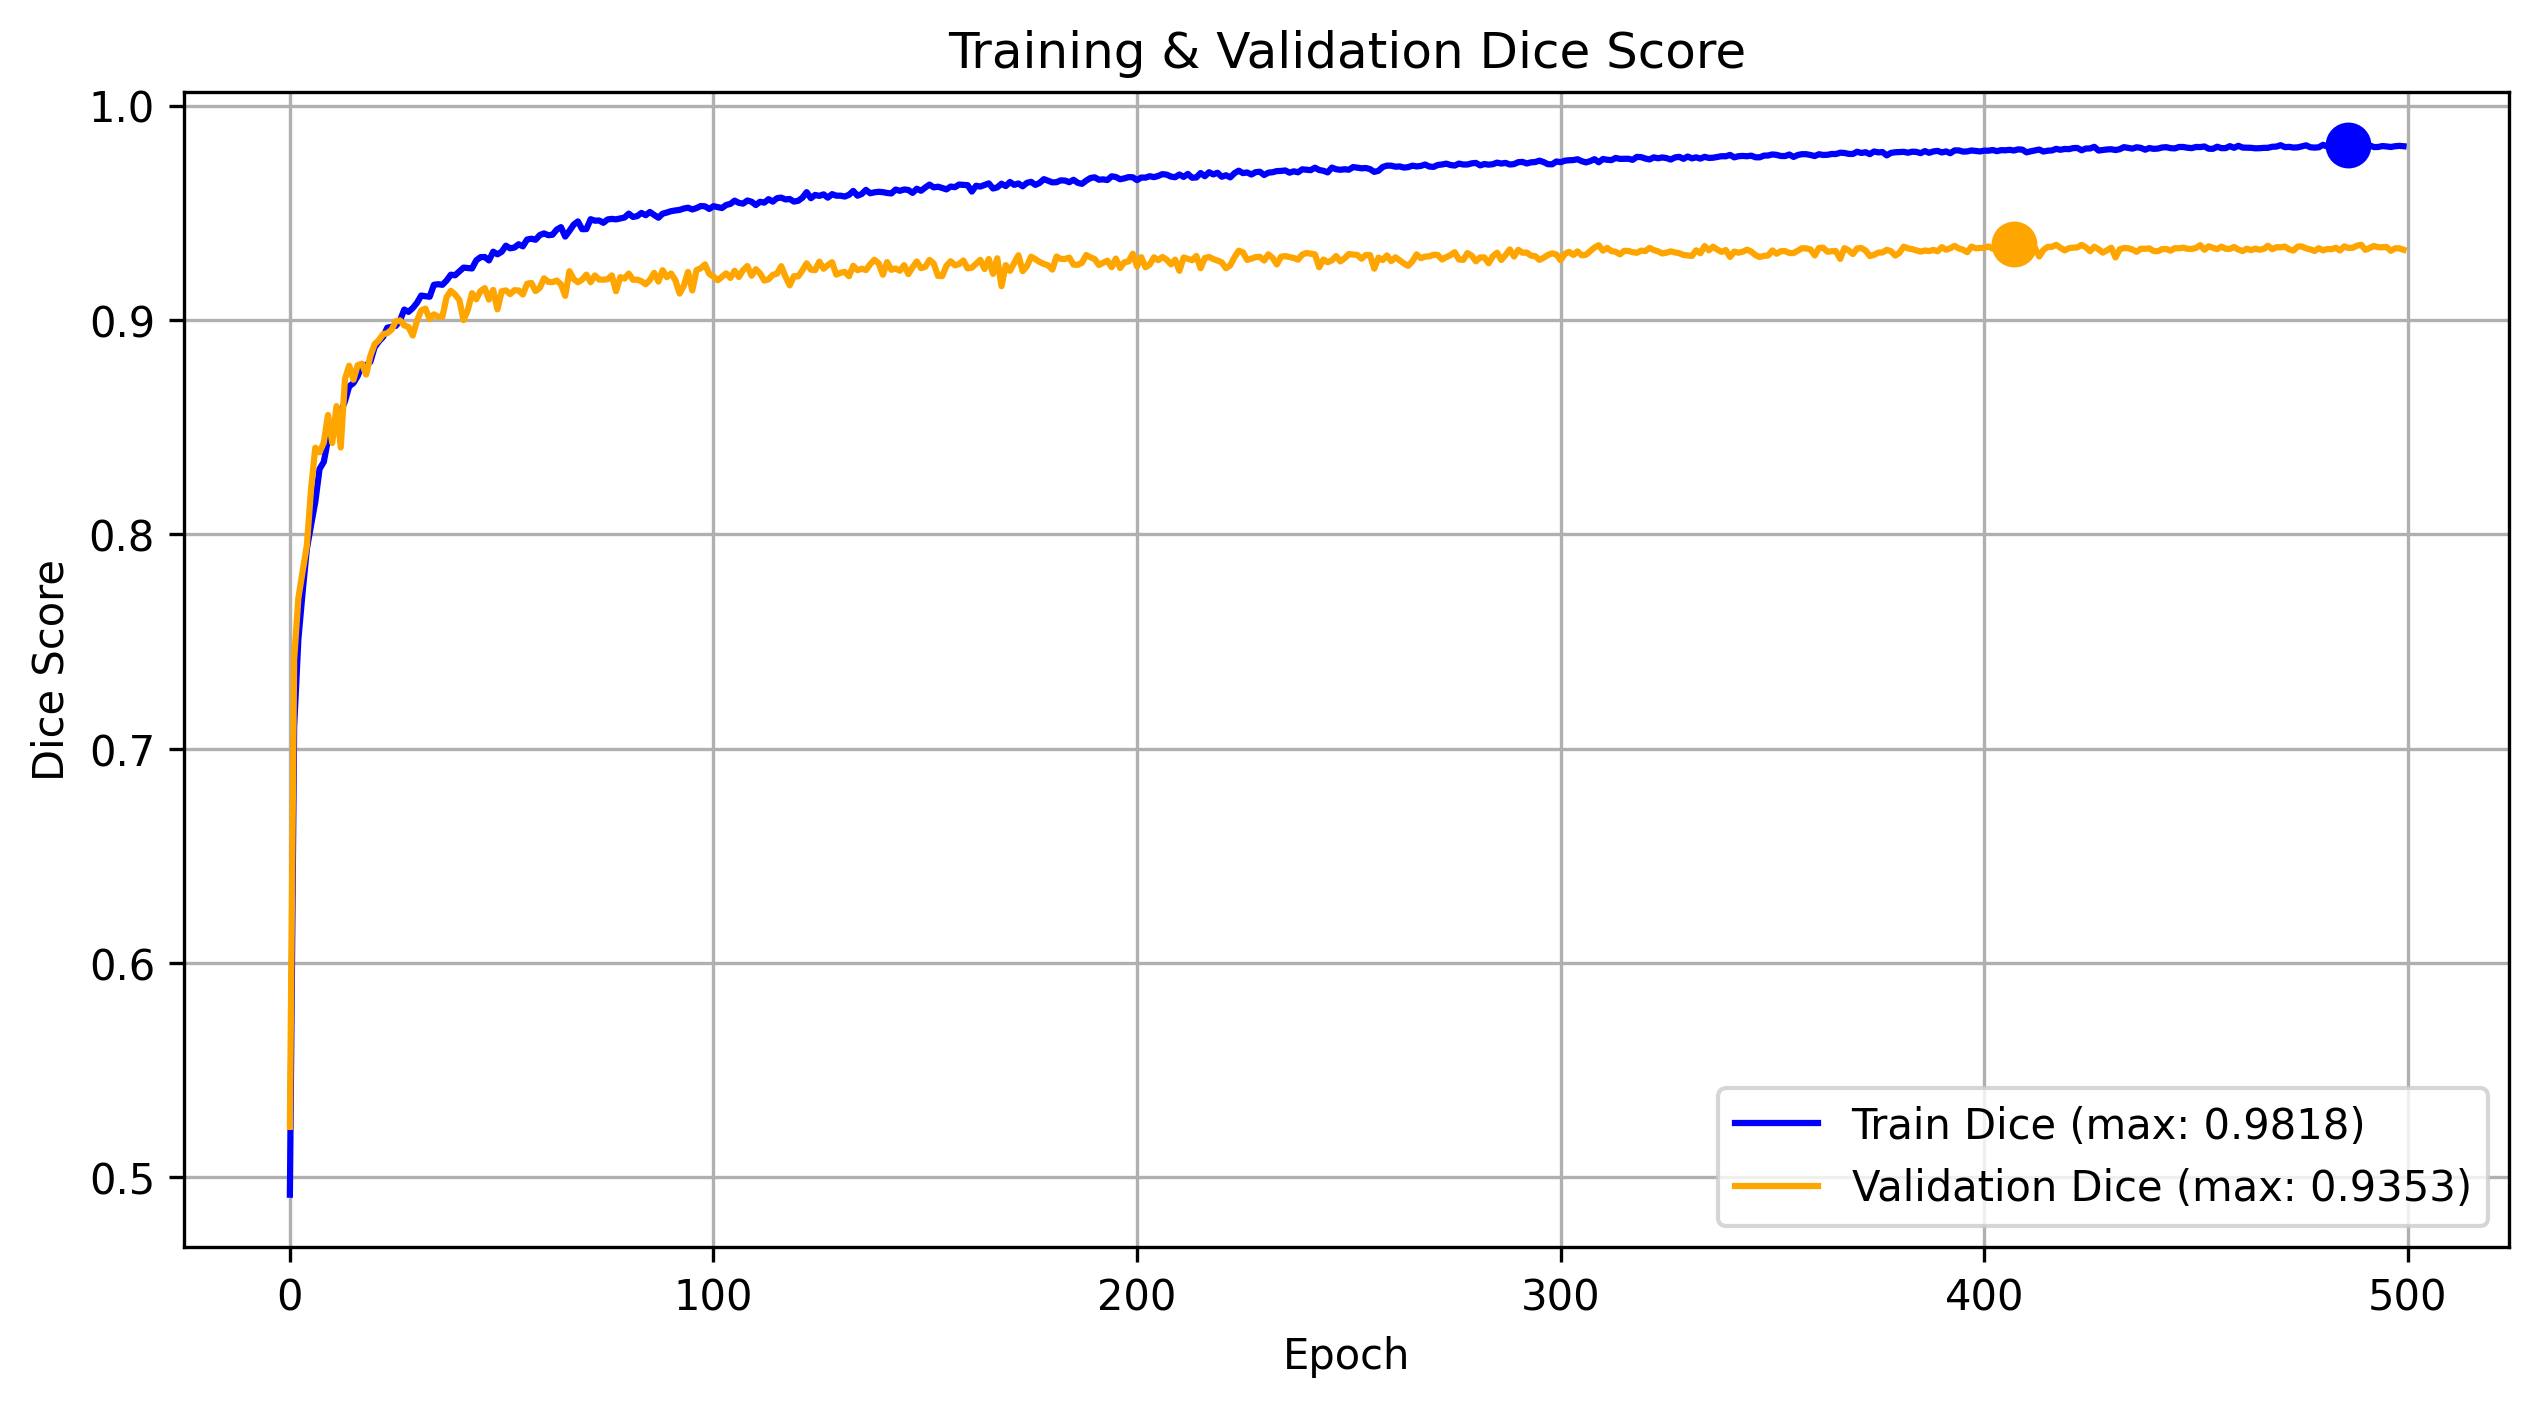 Training & Validation Dice Score
1.0
0.9
0.8
0.7
0.6
0.5
Dice Score
Train Dice (max: 0.9818)
Validation Dice (max: 0.9353)
0 100 200 300 400 500
Epoch